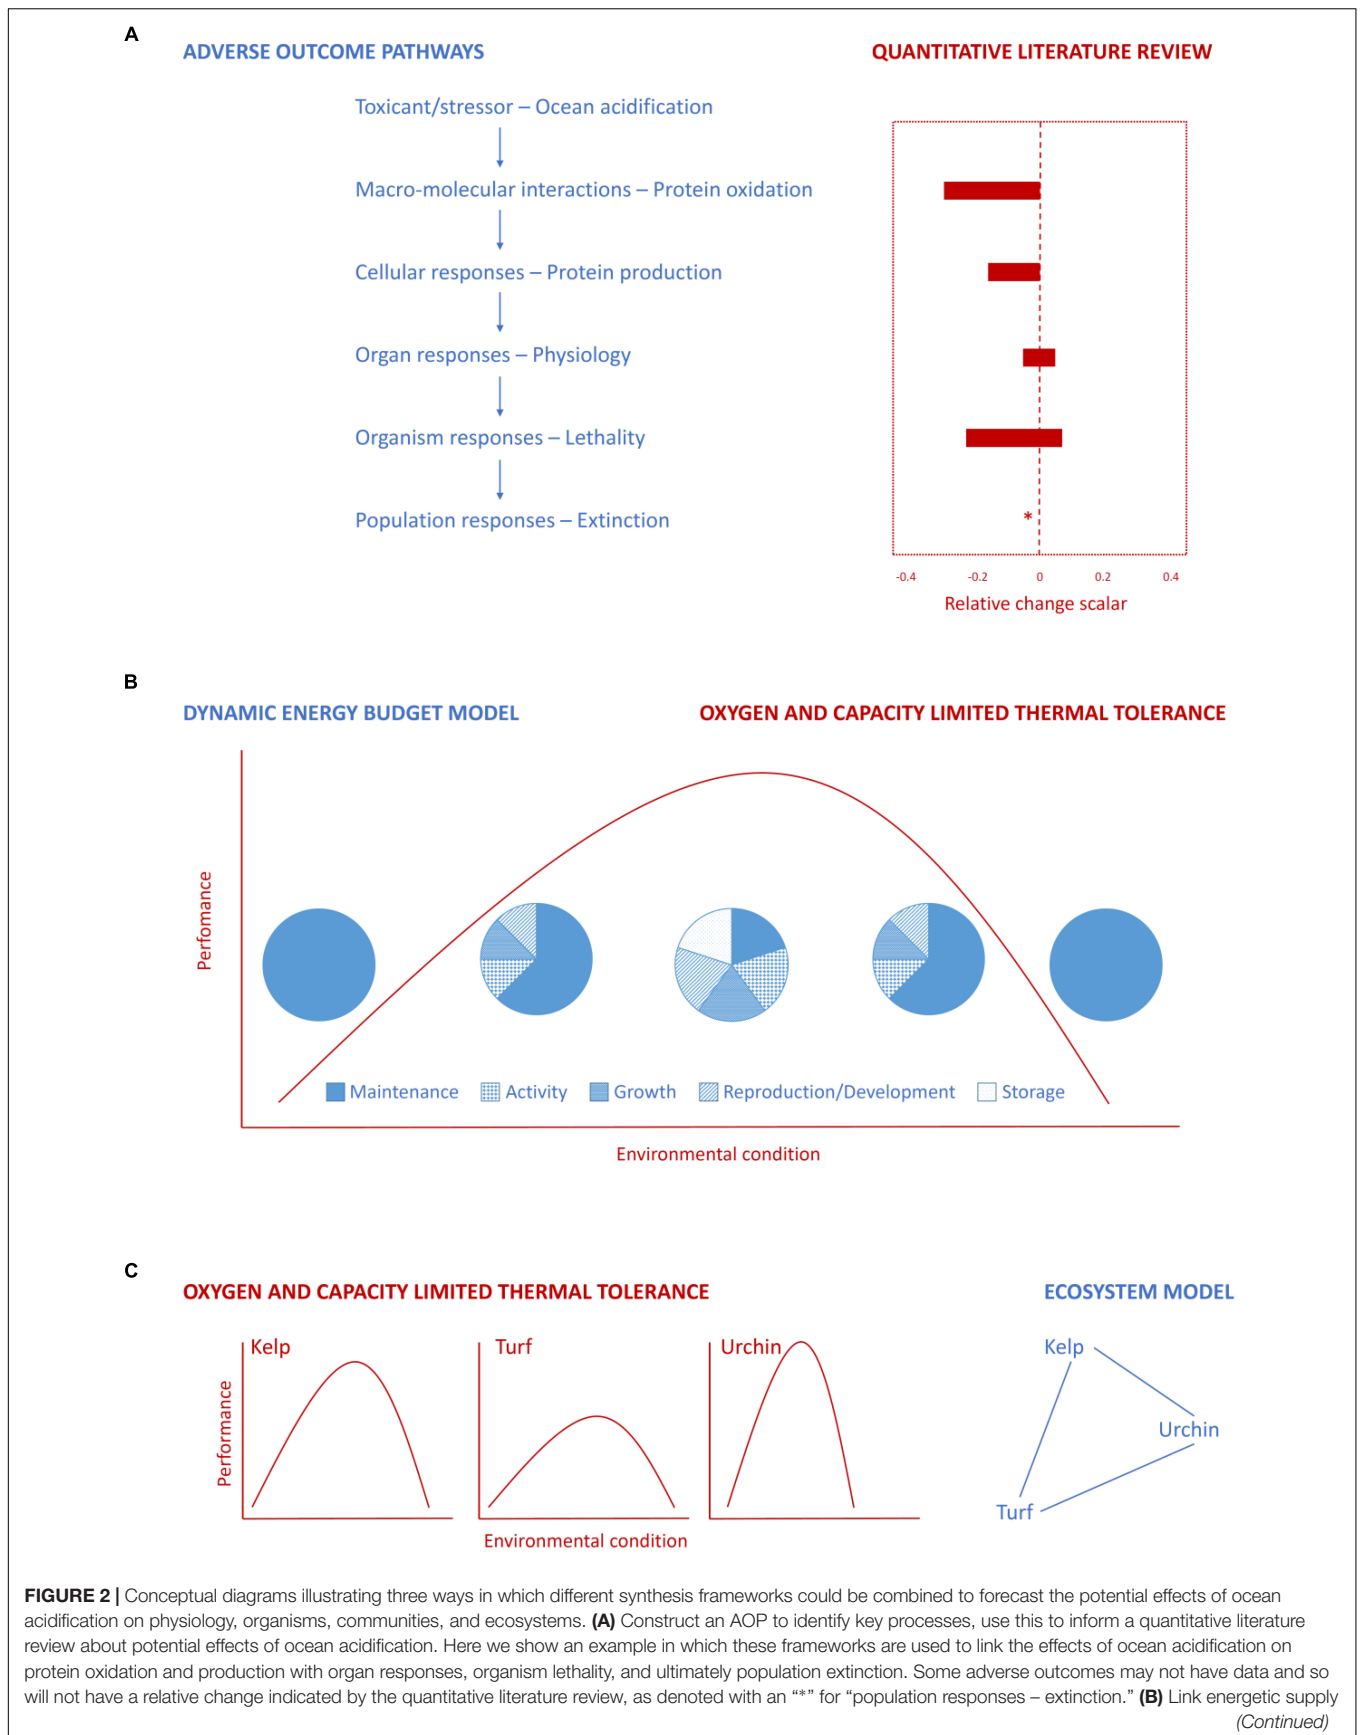 A
ADVERSE OUTCOME PATHWAYS
QUANTITATIVE LITERATURE REVIEW
Toxicant/stressor – Ocean acidification
Macro-molecular interactions – Protein oxidation
Cellular responses – Protein production
Organ responses – Physiology
Organism responses – Lethality
Population responses – Extinction
*
-0.4 -0.2 0 0.2 0.4
Relative change scalar
B
DYNAMIC ENERGY BUDGET MODEL
OXYGEN AND CAPACITY LIMITED THERMAL TOLERANCE
Perfomance
Maintenance Activity Growth Reproduction/Development Storage
Environmental condition
C
OXYGEN AND CAPACITY LIMITED THERMAL TOLERANCE
ECOSYSTEM MODEL
Performance
Kelp
Turf
Urchin
Environmental condition
Kelp
Urchin
Turf
FIGURE 2 | Conceptual diagrams illustrating three ways in which different synthesis frameworks could be combined to forecast the potential effects of ocean
acidification on physiology, organisms, communities, and ecosystems. (A) Construct an AOP to identify key processes, use this to inform a quantitative literature
review about potential effects of ocean acidification. Here we show an example in which these frameworks are used to link the effects of ocean acidification on
protein oxidation and production with organ responses, organism lethality, and ultimately population extinction. Some adverse outcomes may not have data and so
will not have a relative change indicated by the quantitative literature review, as denoted with an “*” for “population responses – extinction.” (B) Link energetic supply
(Continued)